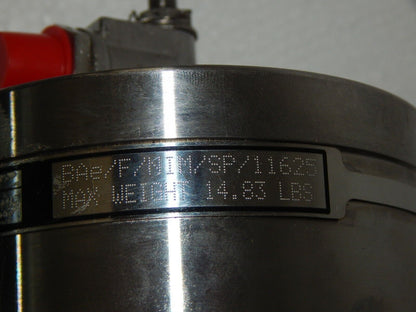 BAe/F/MIM/SP/11625
MAX WEIGHT 14.83 LBS